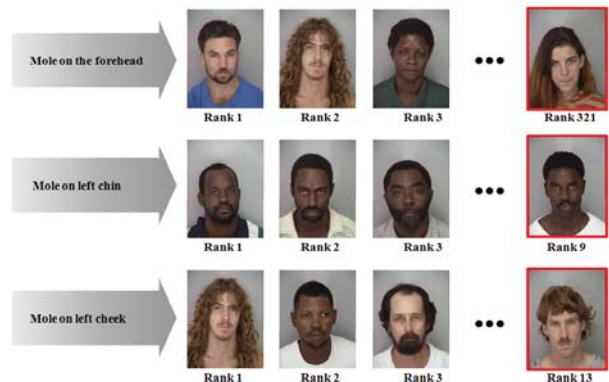 Mole on the forehead
Rank 1 Rank 2 Rank 3 ••• Rank 321
Mole on left chin
Rank 1 Rank 2 Rank 3 ••• Rank 9
Mole on left cheek
Rank 1 Rank 2 Rank 3 ••• Rank 13